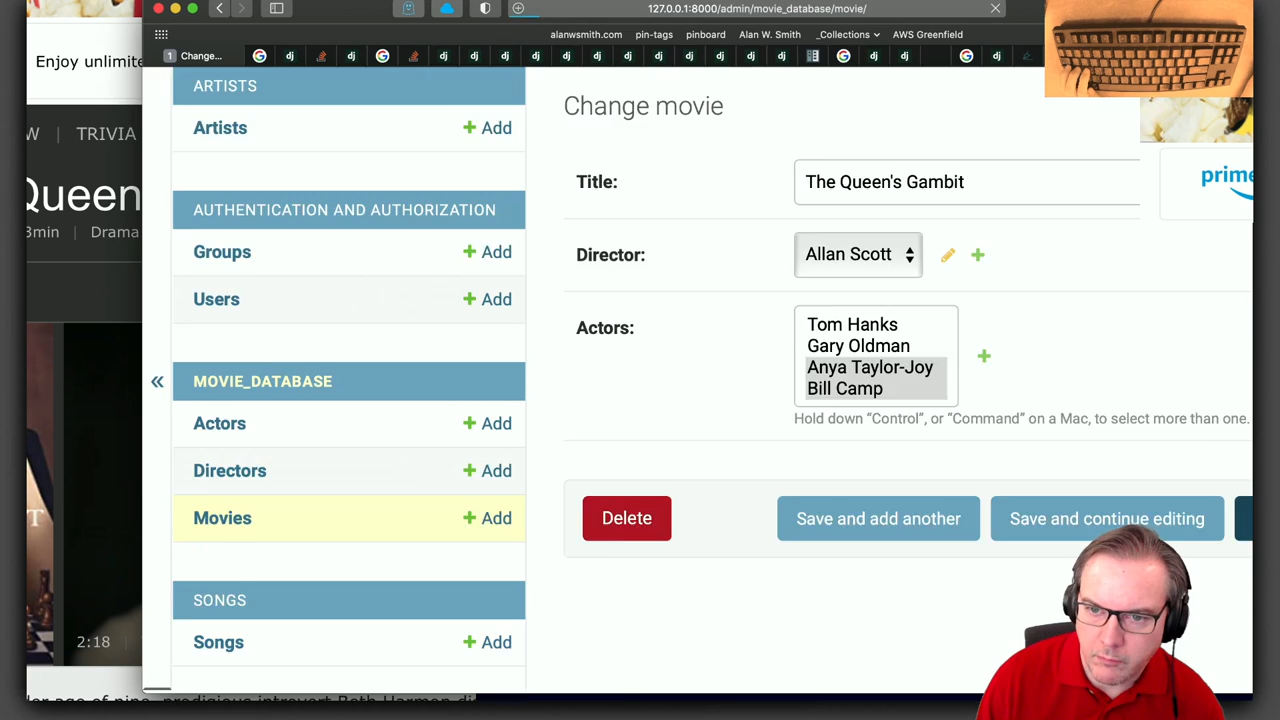 127.0.0.1:8000/admin/movie_database/movie/
alanwsmith.com pin-tags pinboard Alan W. Smith _Collections AWS Greenfield
1 Change...
Enjoy unlimite
W | TRIVIA
Queen
3min | Drama
2:18
ARTISTS
Artists + Add
AUTHENTICATION AND AUTHORIZATION
Groups + Add
Users + Add
«
MOVIE_DATABASE
Actors + Add
Directors + Add
Movies + Add
SONGS
Songs + Add
Change movie
Title: The Queen's Gambit
Director: Allan Scott
Actors:
Tom Hanks
Gary Oldman
Anya Taylor-Joy
Bill Camp
Hold down “Control”, or “Command” on a Mac, to select more than one.
Delete Save and add another Save and continue editing
prime